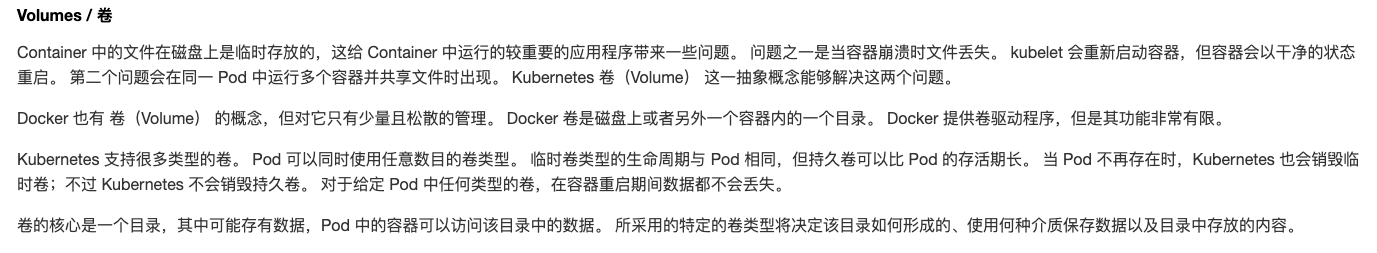 Volumes / 卷
Container 中的文件在磁盘上是临时存放的，这给 Container 中运行的较重要的应用程序带来一些问题。 问题之一是当容器崩溃时文件丢失。 kubelet 会重新启动容器，但容器会以干净的状态
重启。 第二个问题会在同一 Pod 中运行多个容器并共享文件时出现。 Kubernetes 卷（Volume） 这一抽象概念能够解决这两个问题。
Docker 也有 卷（Volume） 的概念，但对它只有少量且松散的管理。 Docker 卷是磁盘上或者另外一个容器内的一个目录。 Docker 提供卷驱动程序，但是其功能非常有限。
Kubernetes 支持很多类型的卷。 Pod 可以同时使用任意数目的卷类型。 临时卷类型的生命周期与 Pod 相同，但持久卷可以比 Pod 的存活期长。 当 Pod 不再存在时，Kubernetes 也会销毁临
时卷；不过 Kubernetes 不会销毁持久卷。 对于给定 Pod 中任何类型的卷，在容器重启期间数据都不会丢失。
卷的核心是一个目录，其中可能存有数据，Pod 中的容器可以访问该目录中的数据。 所采用的特定的卷类型将决定该目录如何形成的、使用何种介质保存数据以及目录中存放的内容。